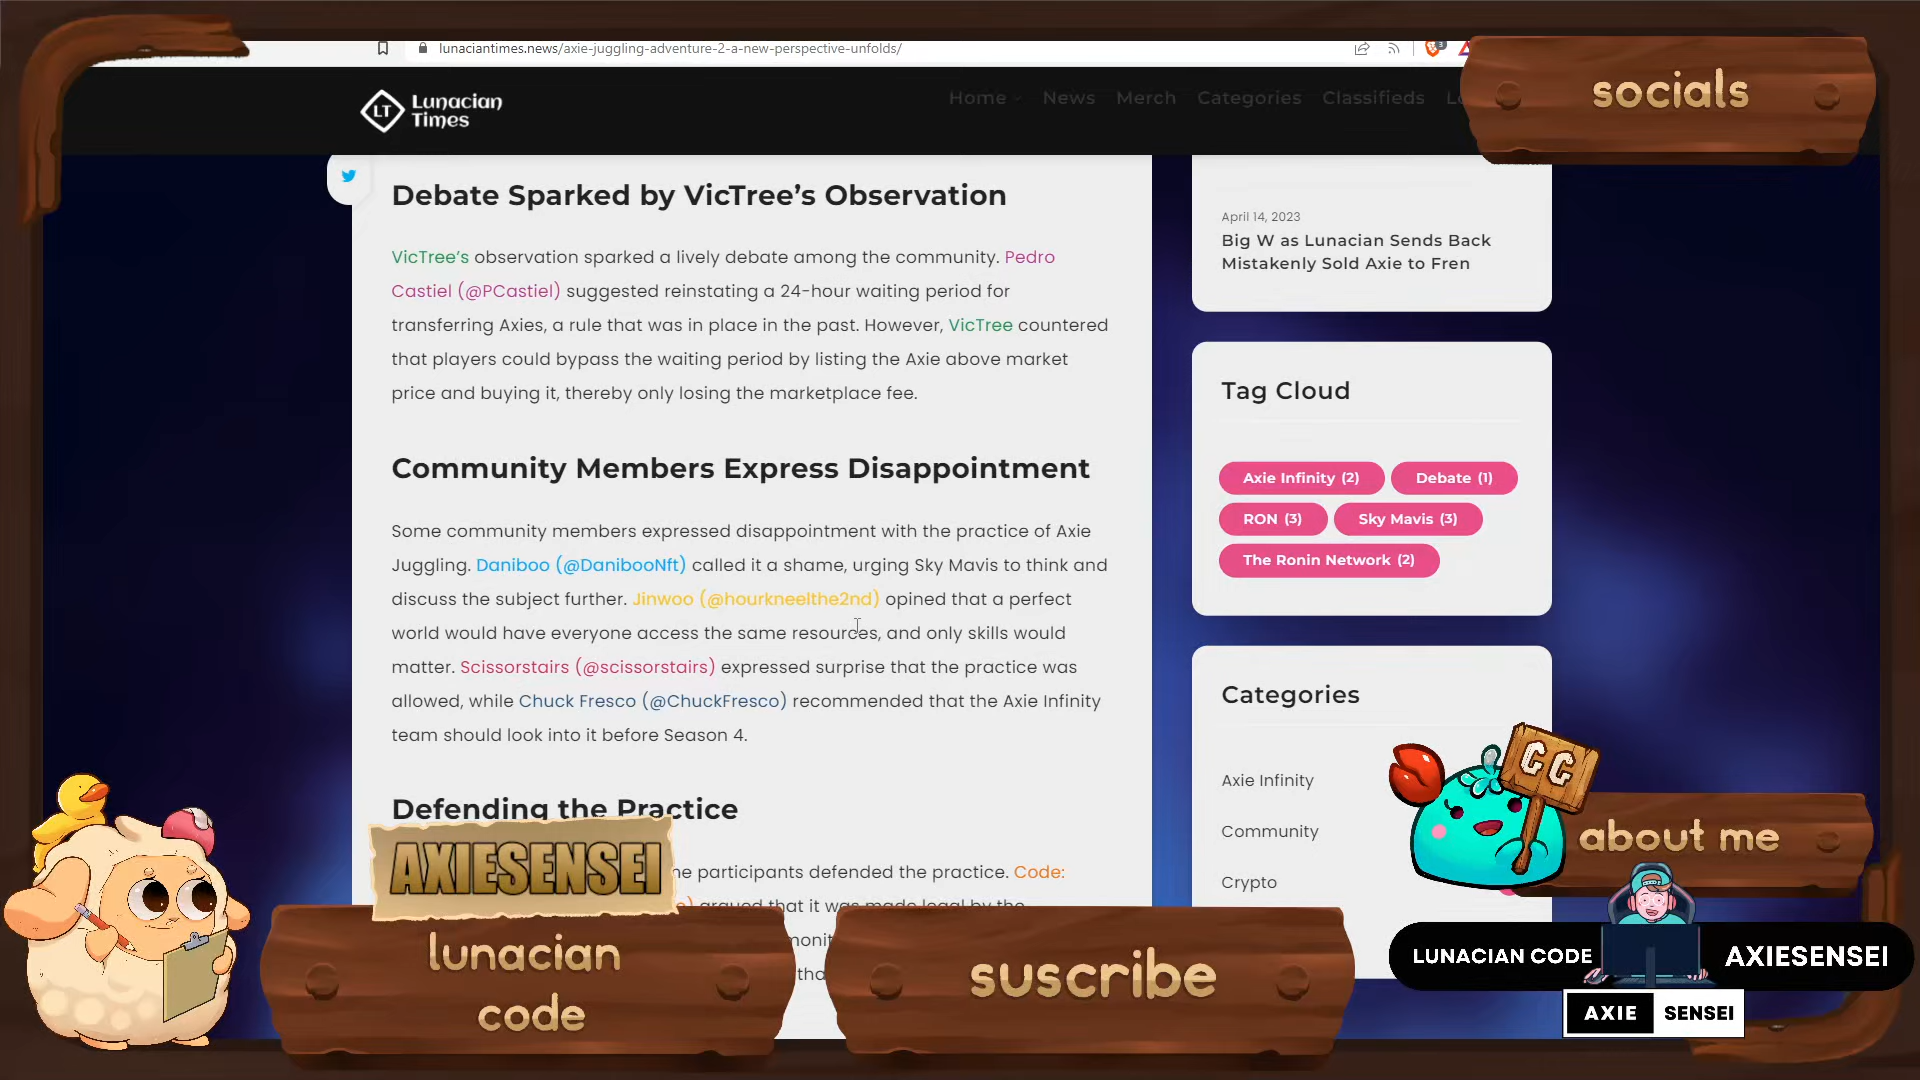 lunaciantimes.news/axie-juggling-adventure-2-a-new-perspective-unfolds/
3
socials
LT
Lunacian
Times
Home
News
Merch
Categories
Classifieds
Debate Sparked by VicTree's Observation
VicTree's observation sparked a lively debate among the community. Pedro
Castiel (@PCastiel) suggested reinstating a 24-hour waiting period for
transferring Axies, a rule that was in place in the past. However, VicTree countered
that players could bypass the waiting period by listing the Axie above market
price and buying it, thereby only losing the marketplace fee.
Community Members Express Disappointment
Some community members expressed disappointment with the practice of Axie
Juggling. Daniboo (@DanibooNft) called it a shame, urging Sky Mavis to think and
discuss the subject further. Jinwoo (@hourkneelthe2nd) opined that a perfect
world would have everyone access the same resources, and only skills would
matter. Scissorstairs (@scissorstairs) expressed surprise that the practice was
allowed, while Chuck Fresco (@ChuckFresco) recommended that the Axie Infinity
team should look into it before Season 4.
Defending the Practice
participants defended the practice. Code:
argued that it was made legal by the
April 14, 2023
Big W as Lunacian Sends Back
Mistakenly Sold Axie to Fren
Tag Cloud
Axie Infinity (2)
Debate (1)
RON (3)
Sky Mavis (3)
The Ronin Network (2)
Categories
Axie Infinity
Community
Crypto
CC
about me
AXIESENSEI
lunacian
code
suscribe
LUNACIAN CODE
AXIESENSEI
AXIE SENSEI